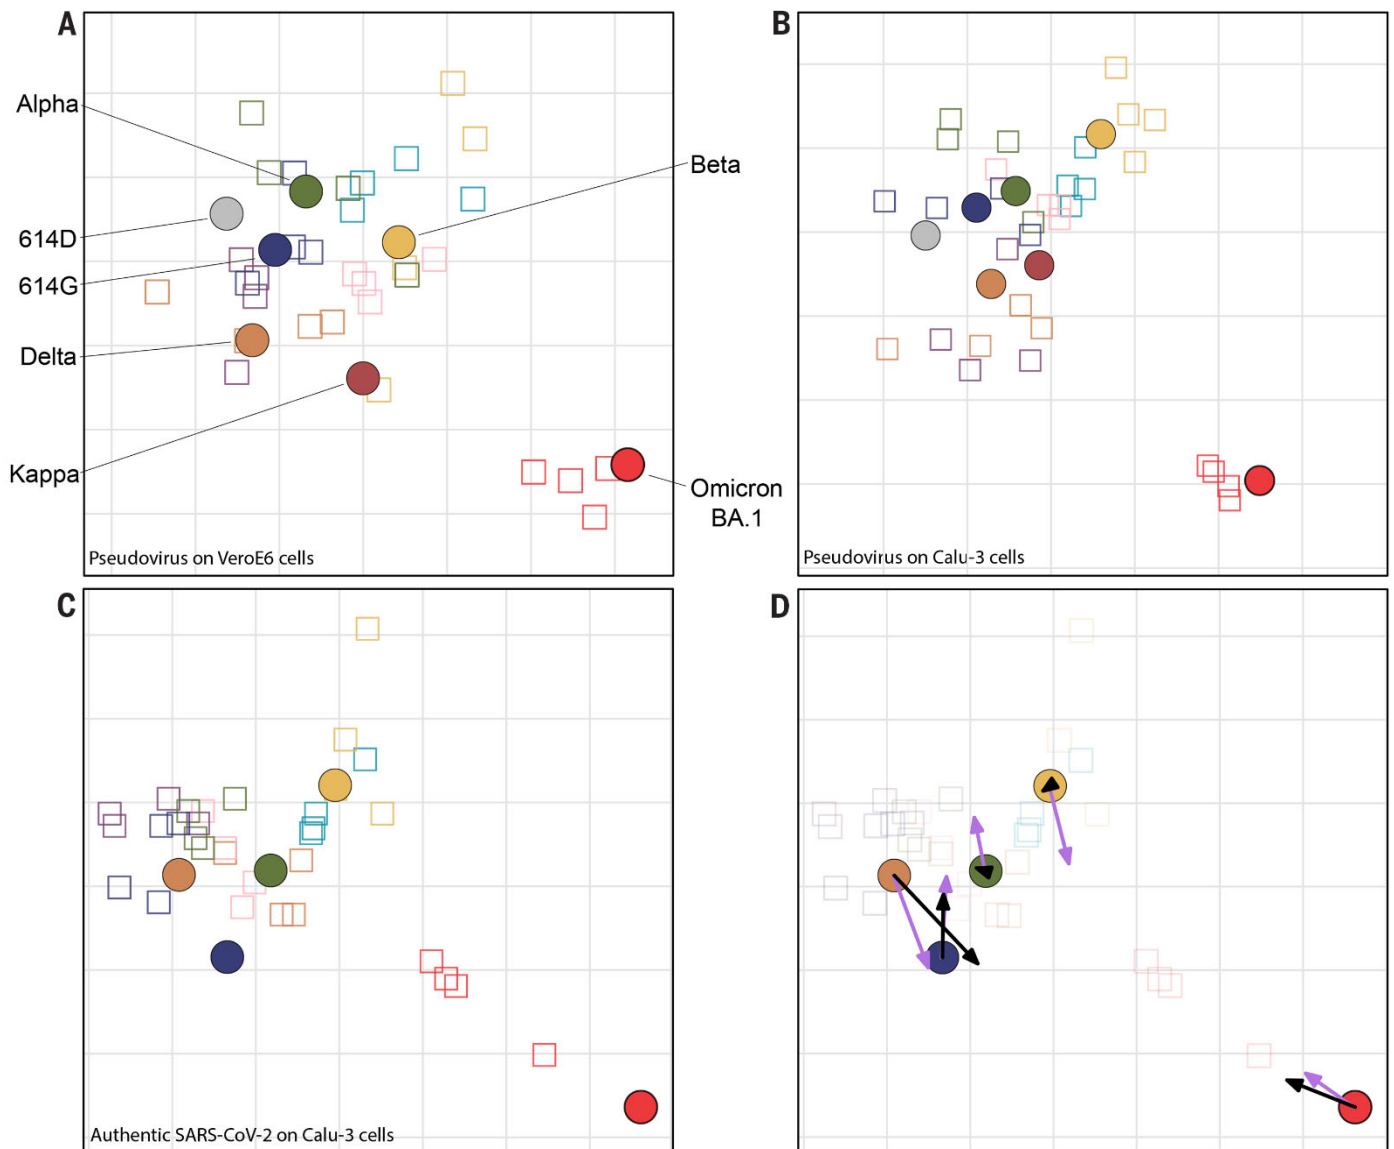 A
B
Alpha
Beta
614D
614G
Delta
Kappa
Omicron
BA.1
Pseudovirus on VeroE6 cells
Pseudovirus on Calu-3 cells
C
D
Authentic SARS-CoV-2 on Calu-3 cells